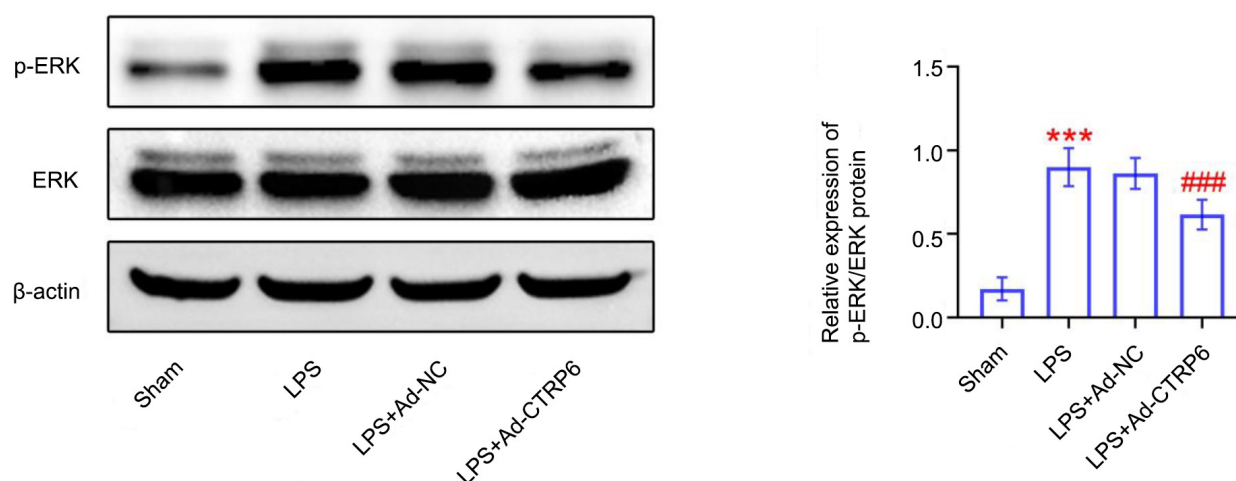 p-ERK
ERK
β-actin
Sham
LPS
LPS+Ad-NC
LPS+Ad-CTRP6
Relative expression of
p-ERK/ERK protein
1.5
1.0
0.5
0.0
***
###
Sham
LPS
LPS+Ad-NC
LPS+Ad-CTRP6